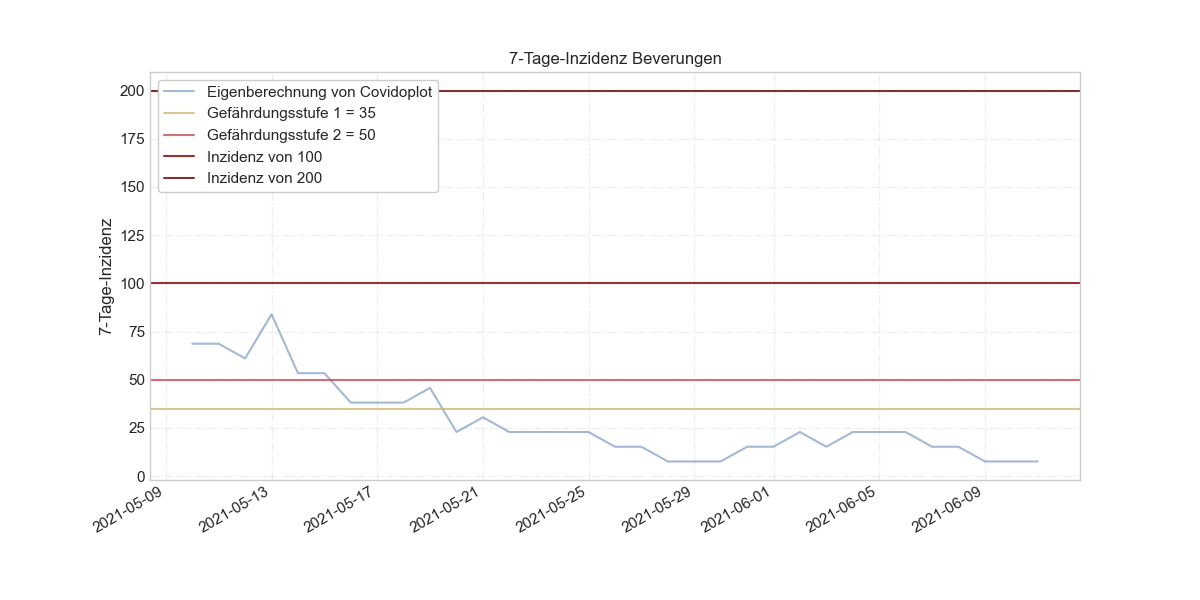 7-Tage-Inzidenz Beverungen
Eigenberechnung von Covidoplot
Gefährdungsstufe 1 = 35
Gefährdungsstufe 2 = 50
Inzidenz von 100
Inzidenz von 200
7-Tage-Inzidenz
200
175
150
125
100
75
50
25
0
2021-05-09
2021-05-13
2021-05-17
2021-05-21
2021-05-25
2021-05-29
2021-06-01
2021-06-05
2021-06-09